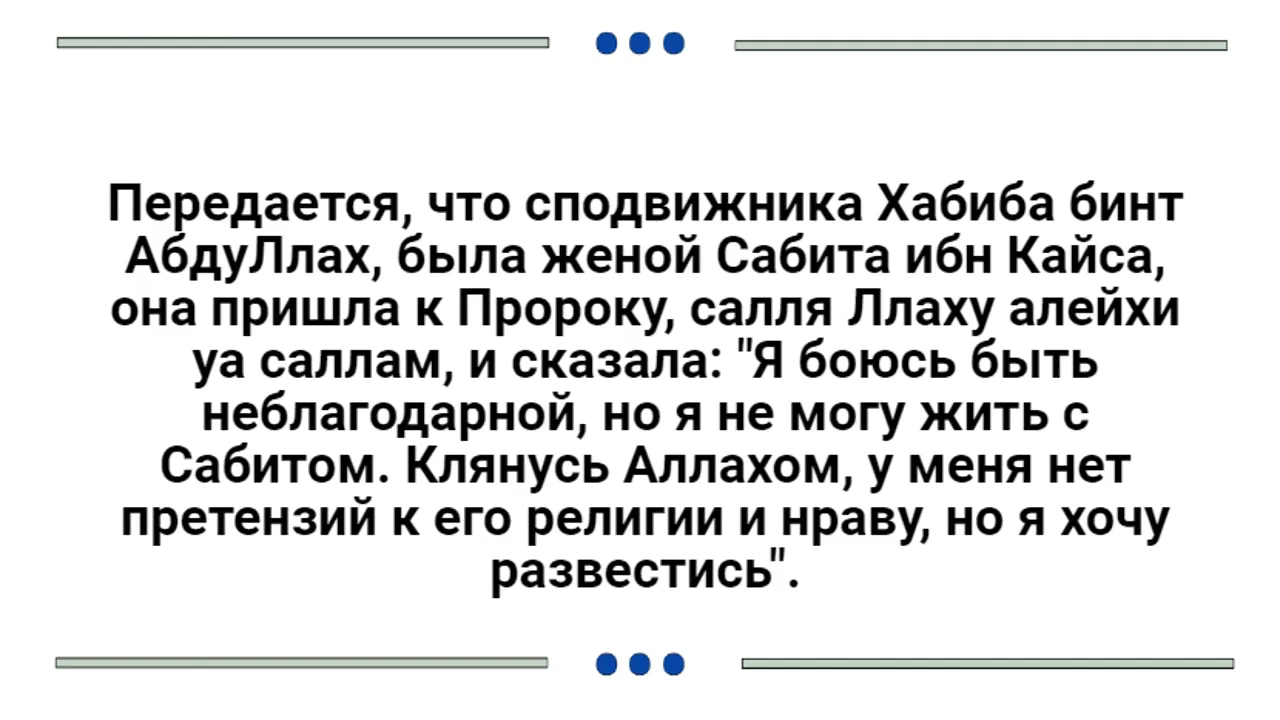 Передается, что сподвижника Хабиба бинт
АбдуЛлах, была женой Сабита ибн Кайса,
она пришла к Пророку, салля Ллаху алейхи
уа саллам, и сказала: "Я боюсь быть
неблагодарной, но я не могу жить с
Сабитом. Клянусь Аллахом, у меня нет
претензий к его религии и нраву, но я хочу
развестись".